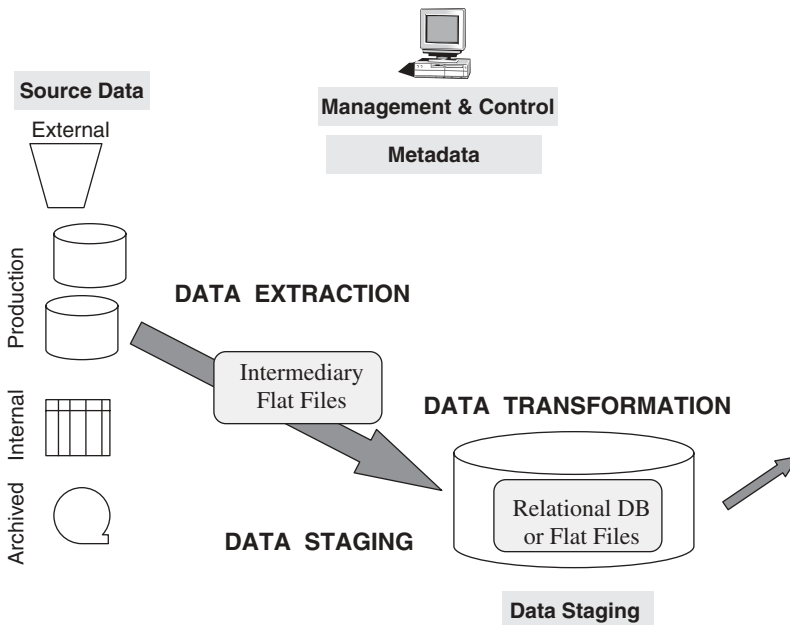 Source Data
External
Production
Internal
Archived
Management & Control
Metadata
DATA EXTRACTION
Intermediary
Flat Files
DATA TRANSFORMATION
Relational DB
or Flat Files
DATA STAGING
Data Staging